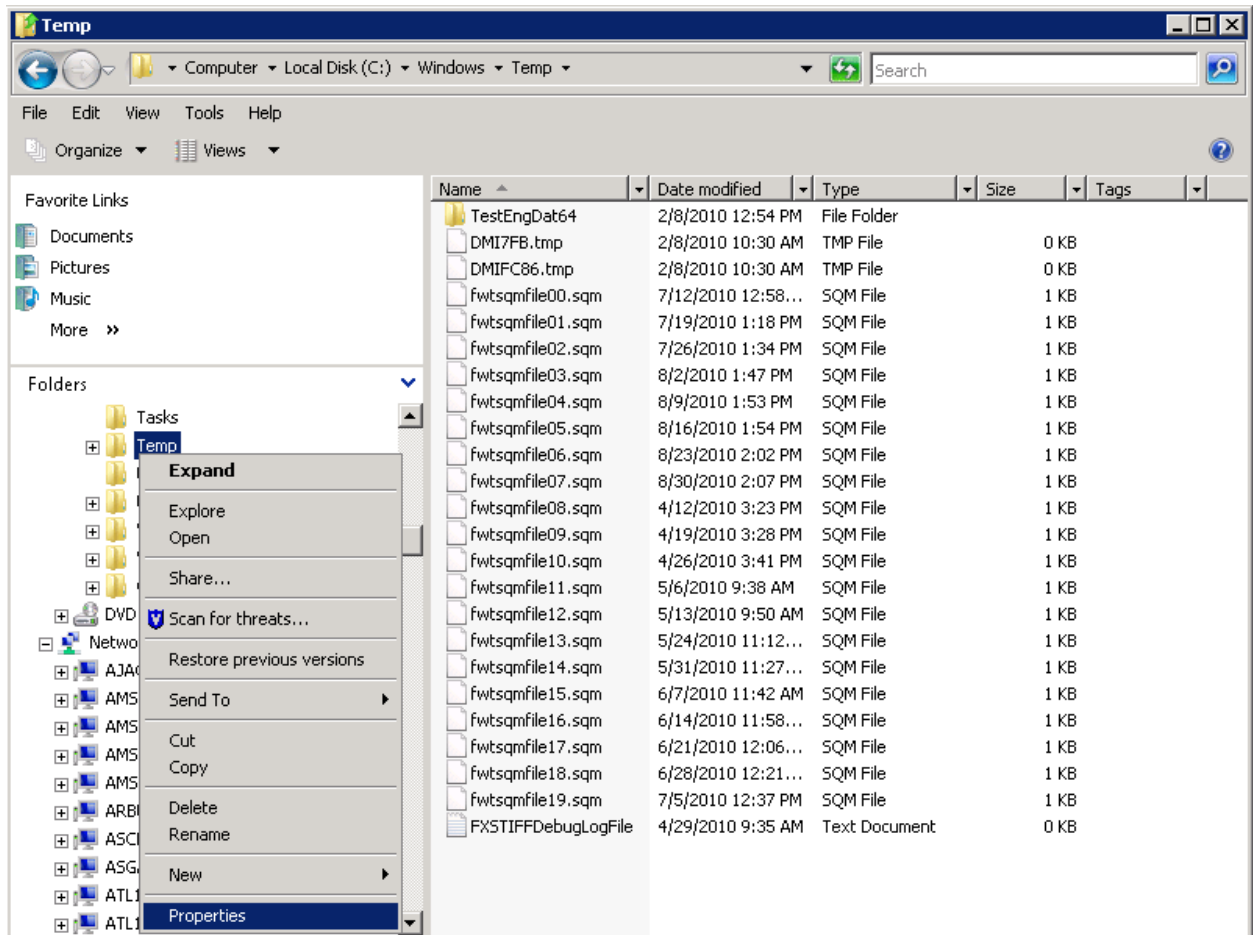 Temp
Computer Local Disk (C:) Windows Temp
Search
File Edit View Tools Help
Organize Views
Favorite Links
Documents
Pictures
Music
More »
Folders
Tasks
Temp
DVD
Netwo
AMS
AMS
AMS
AMS
ATL1
ATL1
Expand
Explore
Open
Share...
Scan for threats...
Restore previous versions
Send To
Cut
Copy
Delete
Rename
New
Properties
Name Date modified Type Size Tags
TestEngDat64 2/8/2010 12:54 PM File Folder
DMI7FB.tmp 2/8/2010 10:30 AM TMP File 0 KB
DMIFC86.tmp 2/8/2010 10:30 AM TMP File 0 KB
fwtsqmfile00.sqm 7/12/2010 12:58... SQM File 1 KB
fwtsqmfile01.sqm 7/19/2010 1:18 PM SQM File 1 KB
fwtsqmfile02.sqm 7/26/2010 1:34 PM SQM File 1 KB
fwtsqmfile03.sqm 8/2/2010 1:47 PM SQM File 1 KB
fwtsqmfile04.sqm 8/9/2010 1:53 PM SQM File 1 KB
fwtsqmfile05.sqm 8/16/2010 1:54 PM SQM File 1 KB
fwtsqmfile06.sqm 8/23/2010 2:02 PM SQM File 1 KB
fwtsqmfile07.sqm 8/30/2010 2:07 PM SQM File 1 KB
fwtsqmfile08.sqm 4/12/2010 3:23 PM SQM File 1 KB
fwtsqmfile09.sqm 4/19/2010 3:28 PM SQM File 1 KB
fwtsqmfile10.sqm 4/26/2010 3:41 PM SQM File 1 KB
fwtsqmfile11.sqm 5/6/2010 9:38 AM SQM File 1 KB
fwtsqmfile12.sqm 5/13/2010 9:50 AM SQM File 1 KB
fwtsqmfile13.sqm 5/24/2010 11:12... SQM File 1 KB
fwtsqmfile14.sqm 5/31/2010 11:27... SQM File 1 KB
fwtsqmfile15.sqm 6/7/2010 11:42 AM SQM File 1 KB
fwtsqmfile16.sqm 6/14/2010 11:58... SQM File 1 KB
fwtsqmfile17.sqm 6/21/2010 12:06... SQM File 1 KB
fwtsqmfile18.sqm 6/28/2010 12:21... SQM File 1 KB
fwtsqmfile19.sqm 7/5/2010 12:37 PM SQM File 1 KB
FXSTIFFDebugLogFile 4/29/2010 9:35 AM Text Document 0 KB